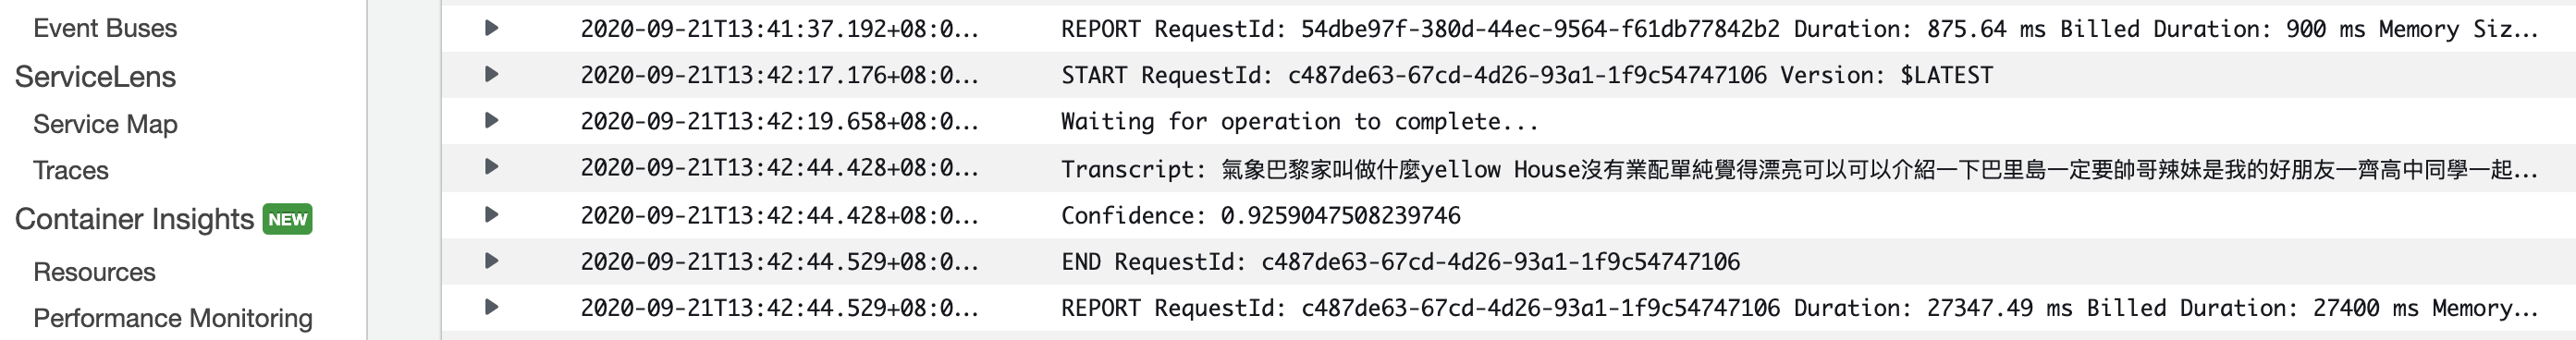 Event Buses
ServiceLens
Service Map
Traces
Container Insights NEW
Resources
Performance Monitoring
2020-09-21T13:41:37.192+08:0... REPORT RequestId: 54dbe97f-380d-44ec-9564-f61db77842b2 Duration: 875.64 ms Billed Duration: 900 ms Memory Siz...
2020-09-21T13:42:17.176+08:0... START RequestId: c487de63-67cd-4d26-93a1-1f9c54747106 Version: $LATEST
2020-09-21T13:42:19.658+08:0... Waiting for operation to complete...
2020-09-21T13:42:44.428+08:0... Transcript: 氣象巴黎家叫做什麼yellow House沒有業配單純覺得漂亮可以可以介紹一下巴里島一定要帥哥辣妹是我的好朋友一齊高中同學一起...
2020-09-21T13:42:44.428+08:0... Confidence: 0.9259047508239746
2020-09-21T13:42:44.529+08:0... END RequestId: c487de63-67cd-4d26-93a1-1f9c54747106
2020-09-21T13:42:44.529+08:0... REPORT RequestId: c487de63-67cd-4d26-93a1-1f9c54747106 Duration: 27347.49 ms Billed Duration: 27400 ms Memory...